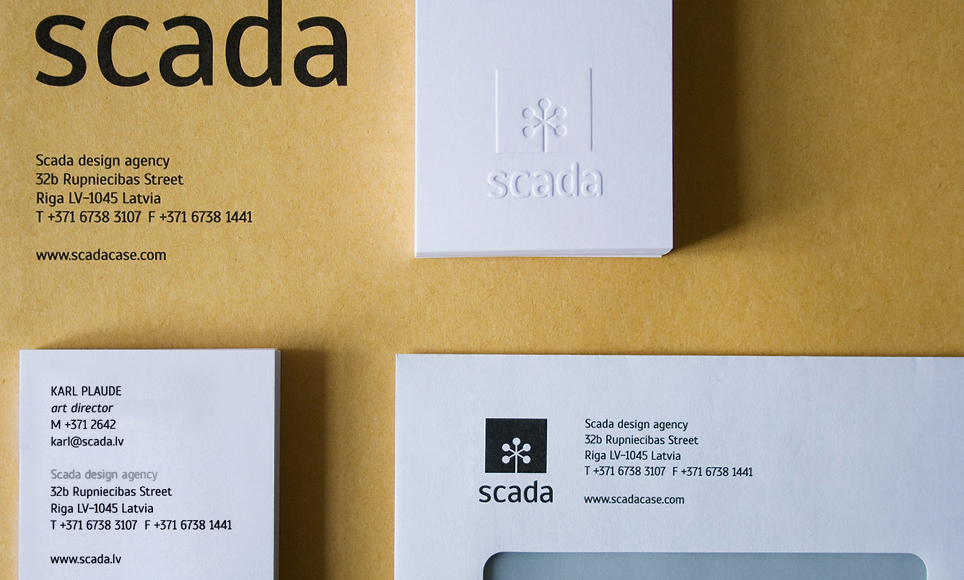 scada
Scada design agency
32b Rupniecibas Street
Riga LV-1045 Latvia
T +371 6738 3107 F +371 6738 1441
www.scadacase.com
scada
KARL PLAUDE
art director
M +371 2642
karl@scada.lv
Scada design agency
32b Rupniecibas Street
Riga LV-1045 Latvia
T +371 6738 3107 F +371 6738 1441
www.scada.lv
scada
Scada design agency
32b Rupniecibas Street
Riga LV-1045 Latvia
T +371 6738 3107 F +371 6738 1441
www.scadacase.com